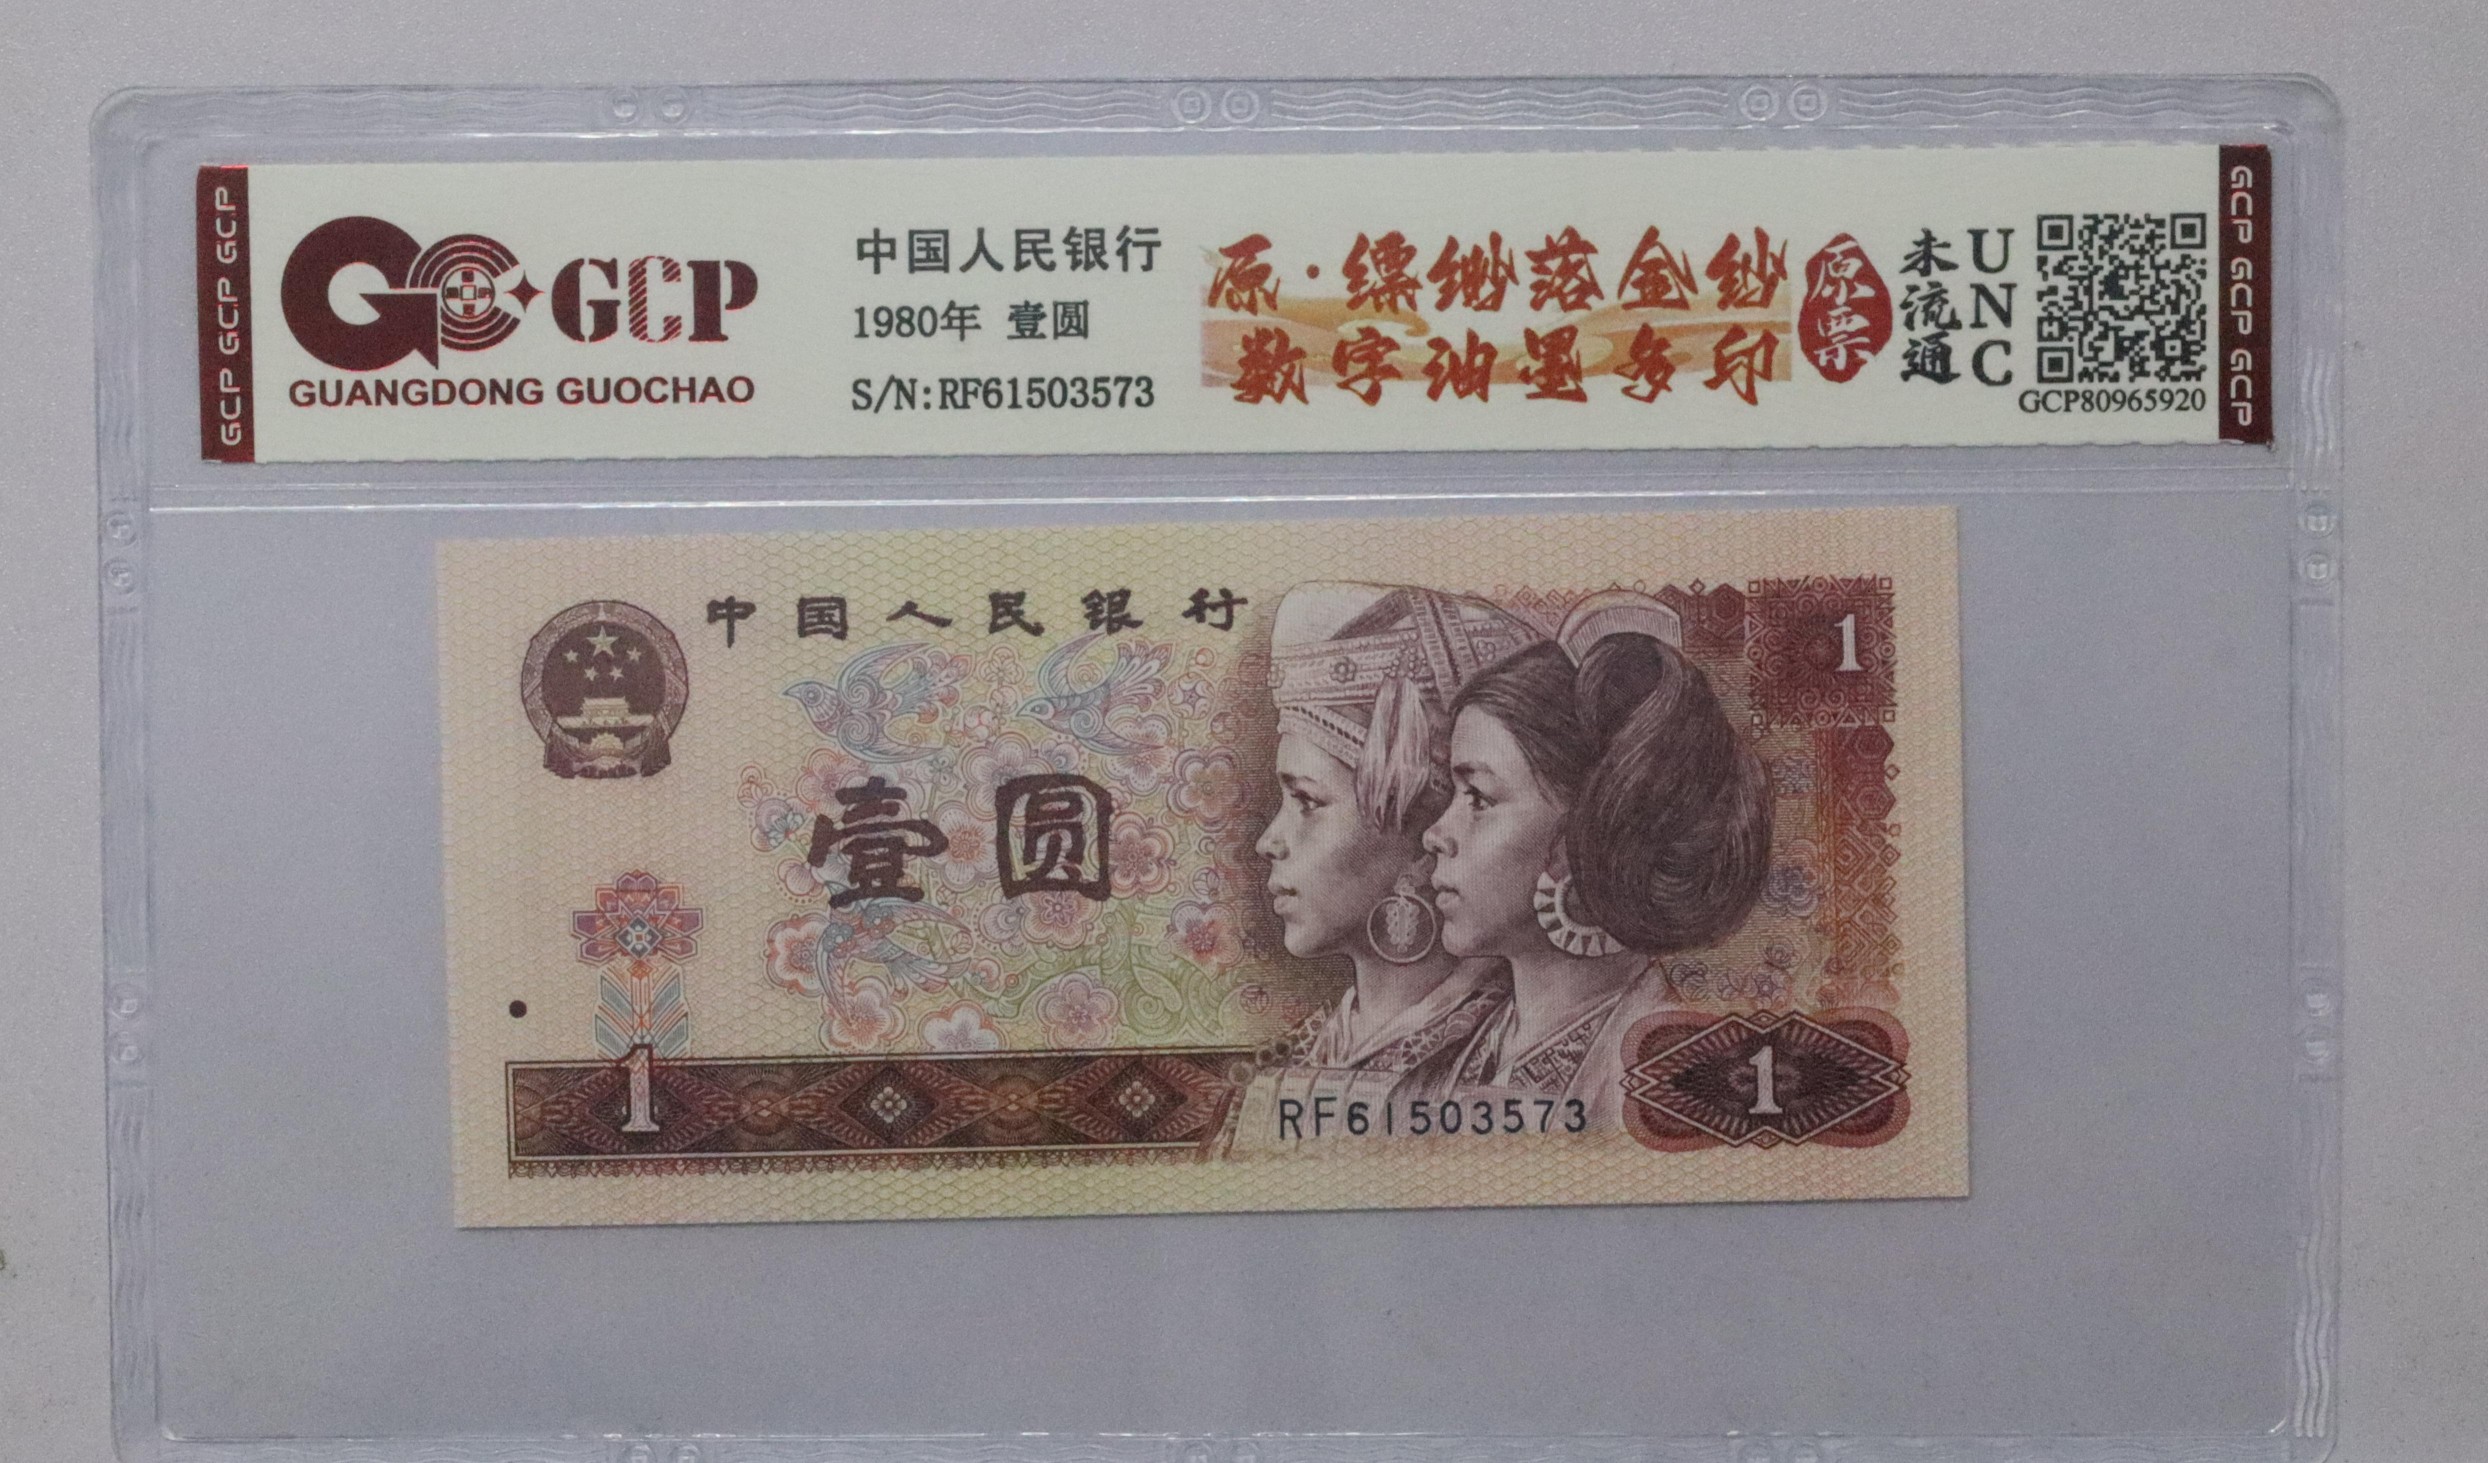 GCP GCP GCP
GCP
GUANGDONG GUOCHAO
中国人民银行
1980年 壹圆
S/N:RF61503573
原·缥缈落金纱
数字油墨多印
原票
未流通
UNC
GCP80965920
GCP GCP GCP
中国人民银行
1
壹圆
1
RF61503573
1